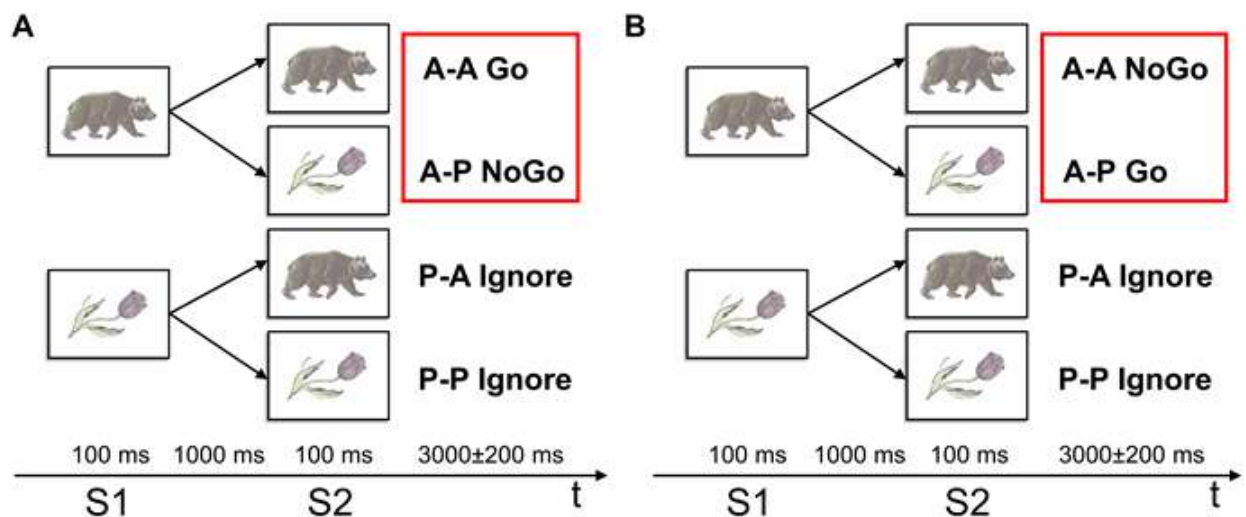 A
A-A Go
A-P NoGo
P-A Ignore
P-P Ignore
100 ms 1000 ms 100 ms 3000±200 ms
S1 S2 t
B
A-A NoGo
A-P Go
P-A Ignore
P-P Ignore
100 ms 1000 ms 100 ms 3000±200 ms
S1 S2 t